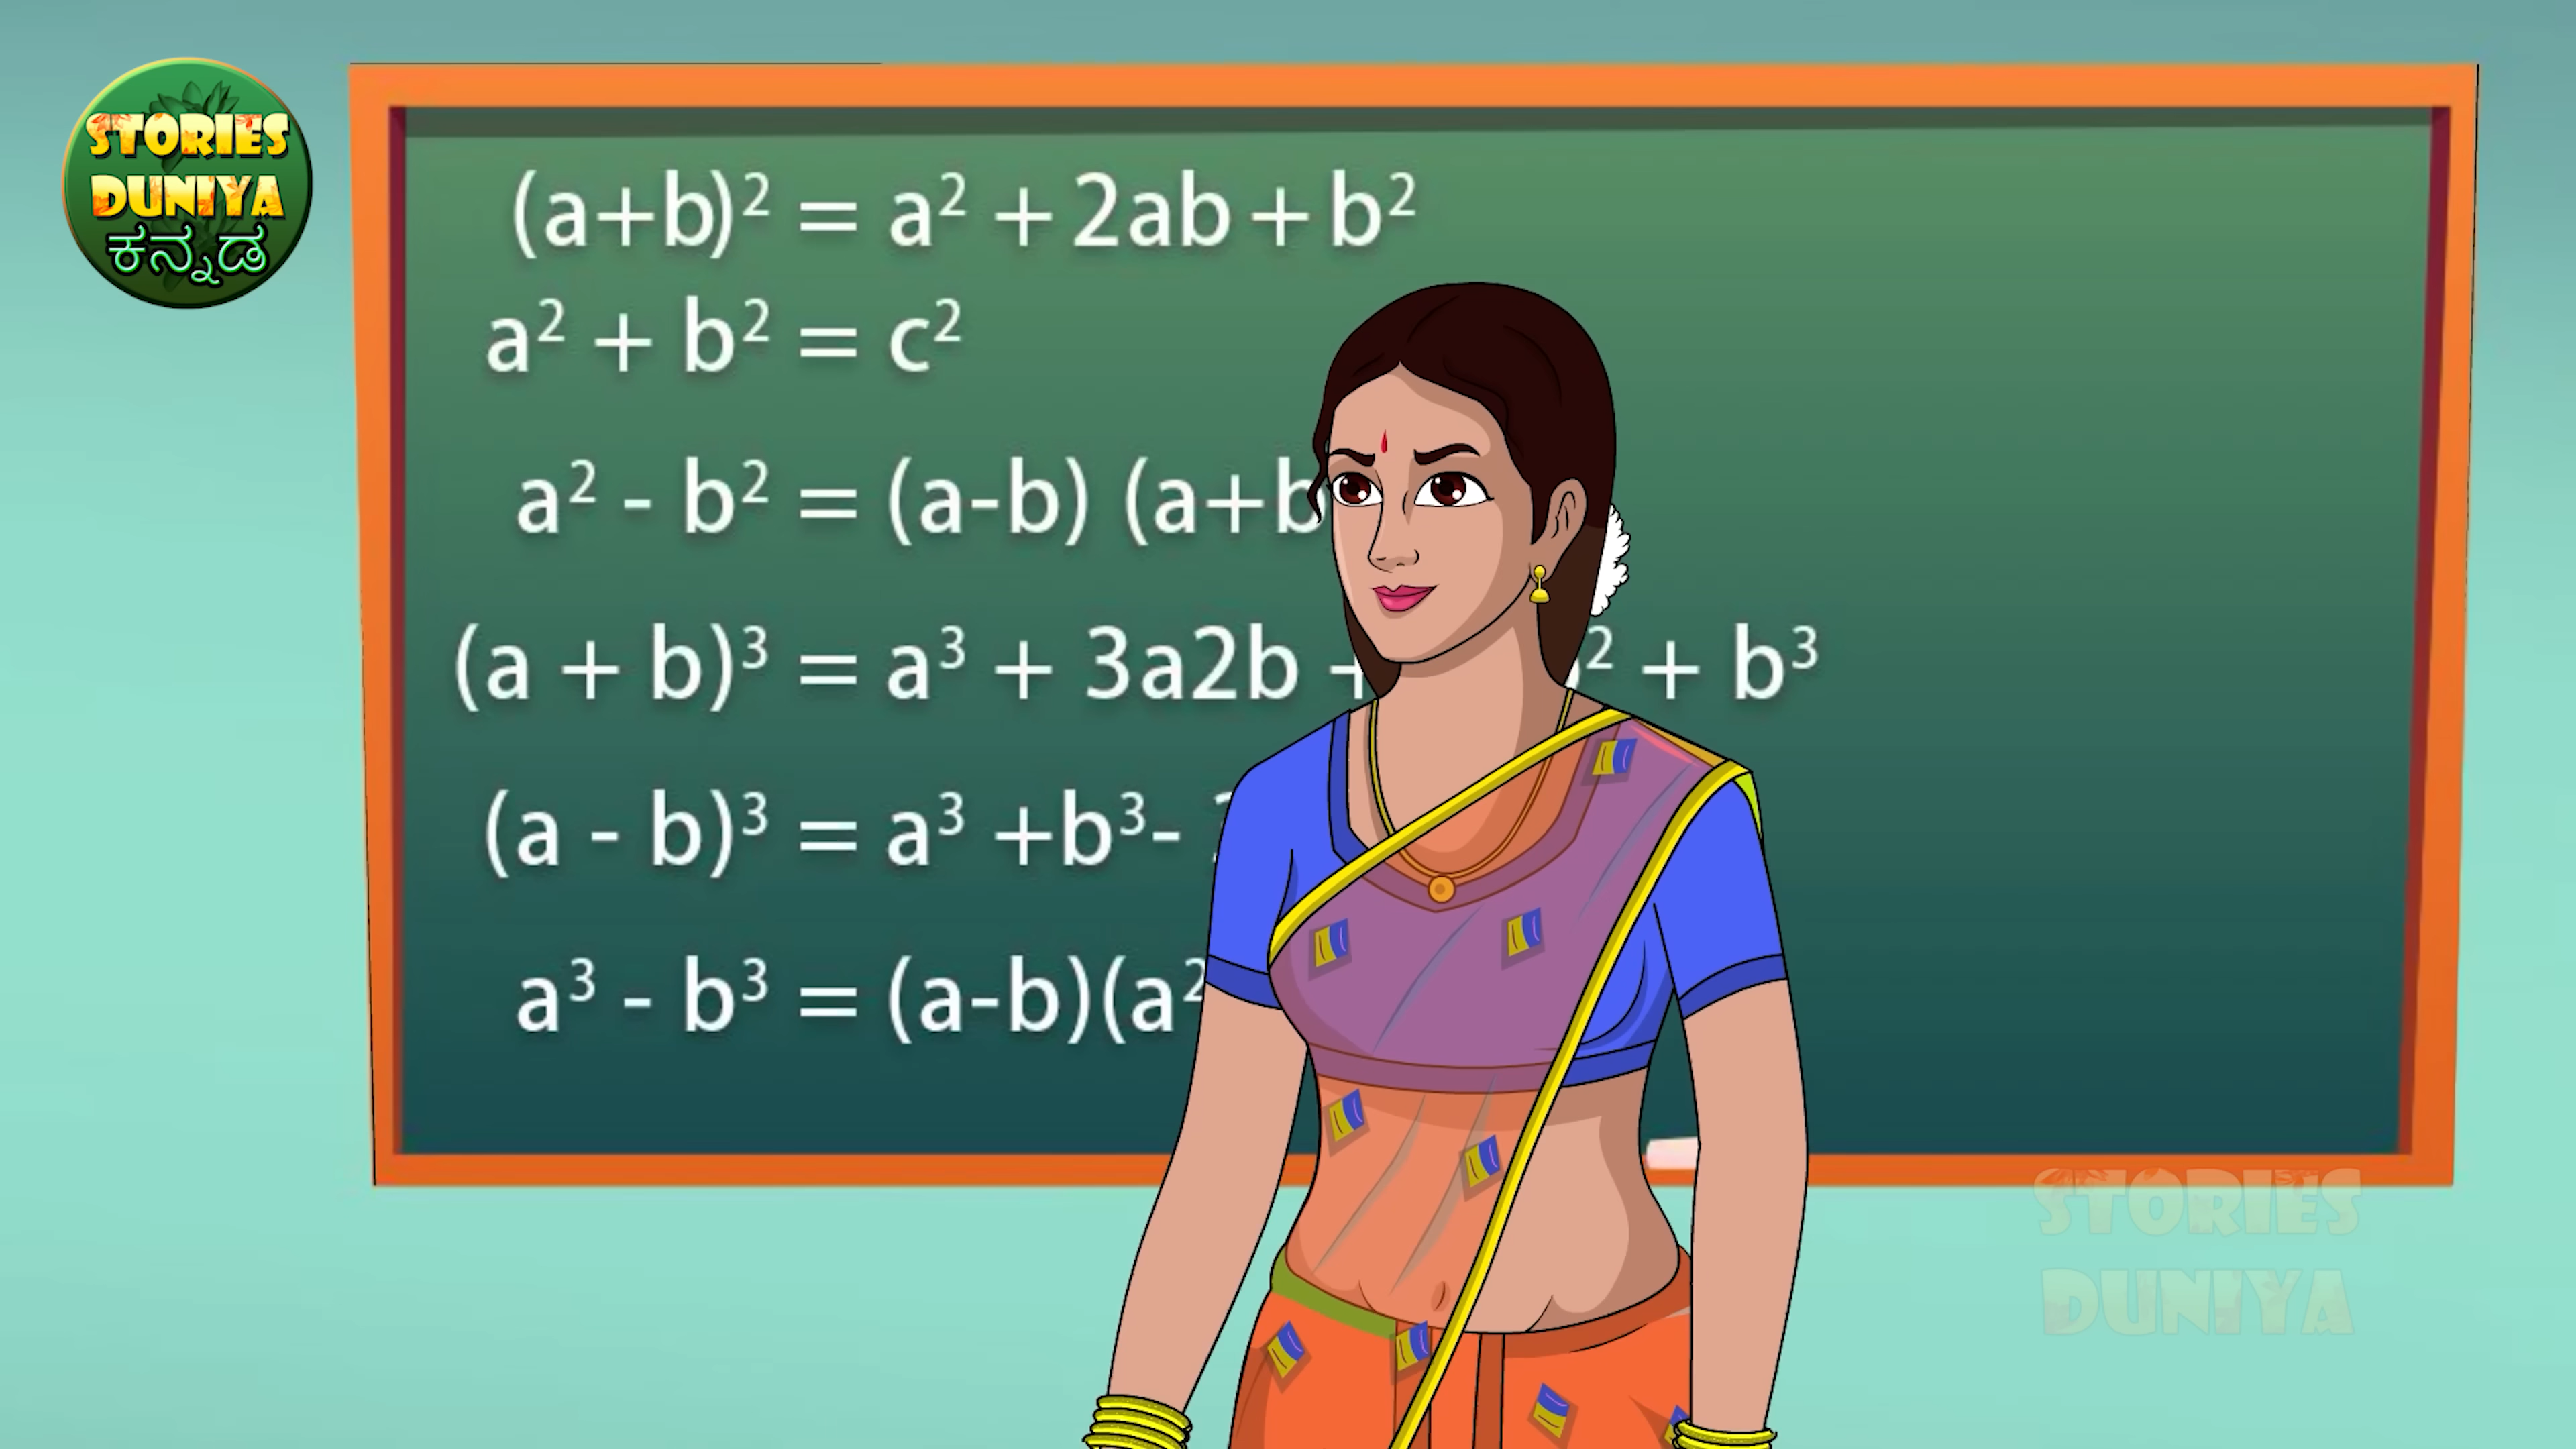 STORIES
DUNIYA
ಕನ್ನಡ
(a+b)² = a² + 2ab + b²
a² + b² = c²
a² - b² = (a-b) (a+b
(a + b)³ = a³ + 3a2b + ² + b³
(a - b)³ = a³ +b³-
a³ - b³ = (a-b)(a²
STORIES
DUNIYA